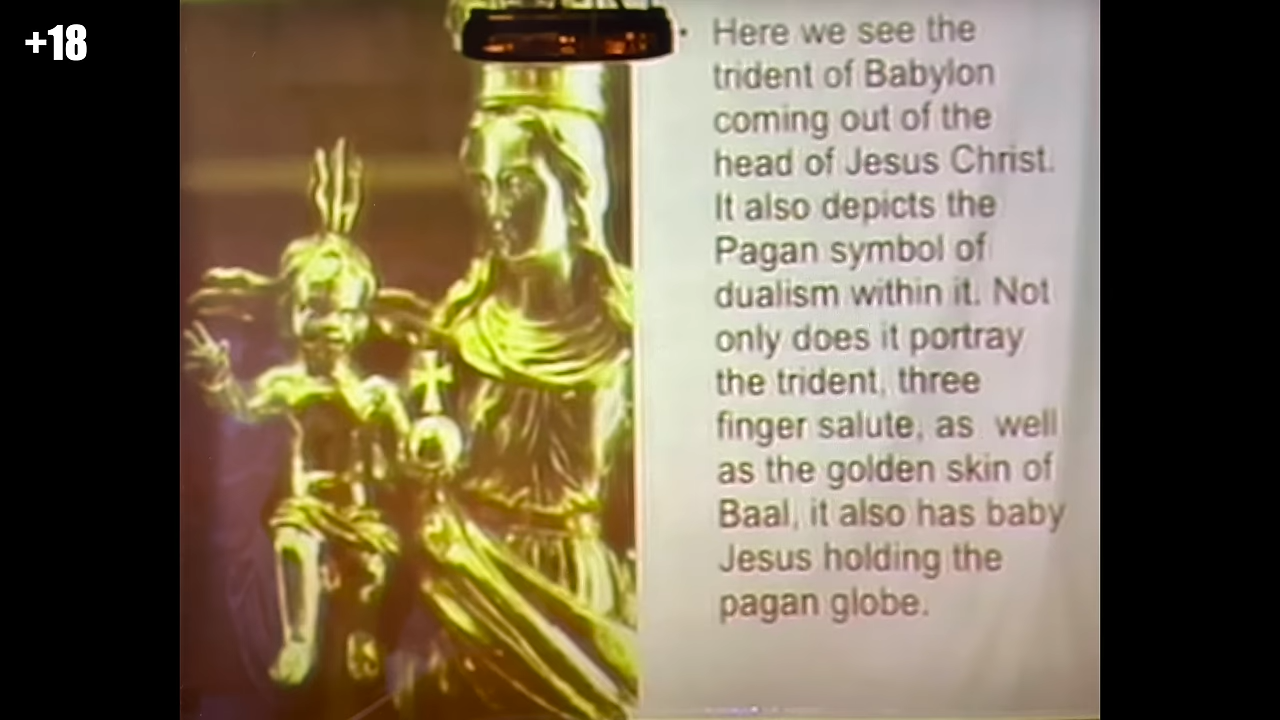 +18
• Here we see the
trident of Babylon
coming out of the
head of Jesus Christ.
It also depicts the
Pagan symbol of
dualism within it. Not
only does it portray
the trident, three
finger salute, as well
as the golden skin of
Baal, it also has baby
Jesus holding the
pagan globe.